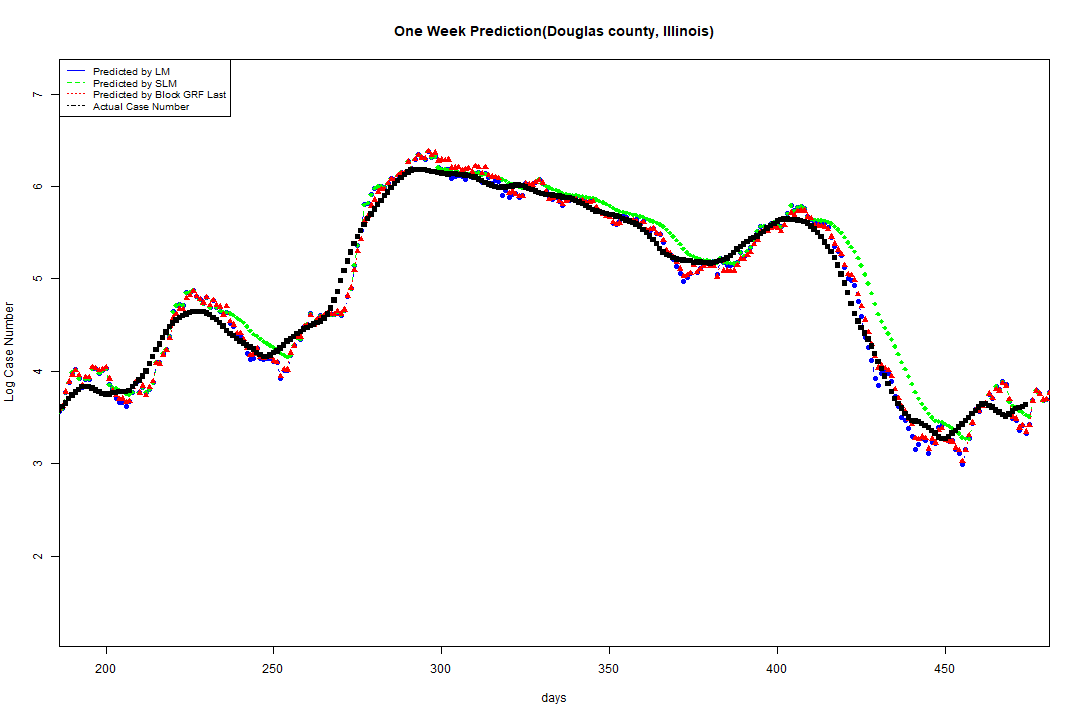 One Week Prediction(Douglas county, Illinois)
Predicted by LM
Predicted by SLM
Predicted by Block GRF Last
Actual Case Number
7
6
5
4
3
2
Log Case Number
200 250 300 350 400 450
days